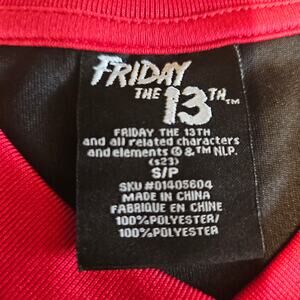 FRIDAY
THE 13TH™
FRIDAY THE 13TH
and all related characters
and elements © & ™ NLP.
(s23)
S/P
SKU #01405604
MADE IN CHINA
FABRIQUE EN CHINE
100%POLYESTER/
100%POLYESTER